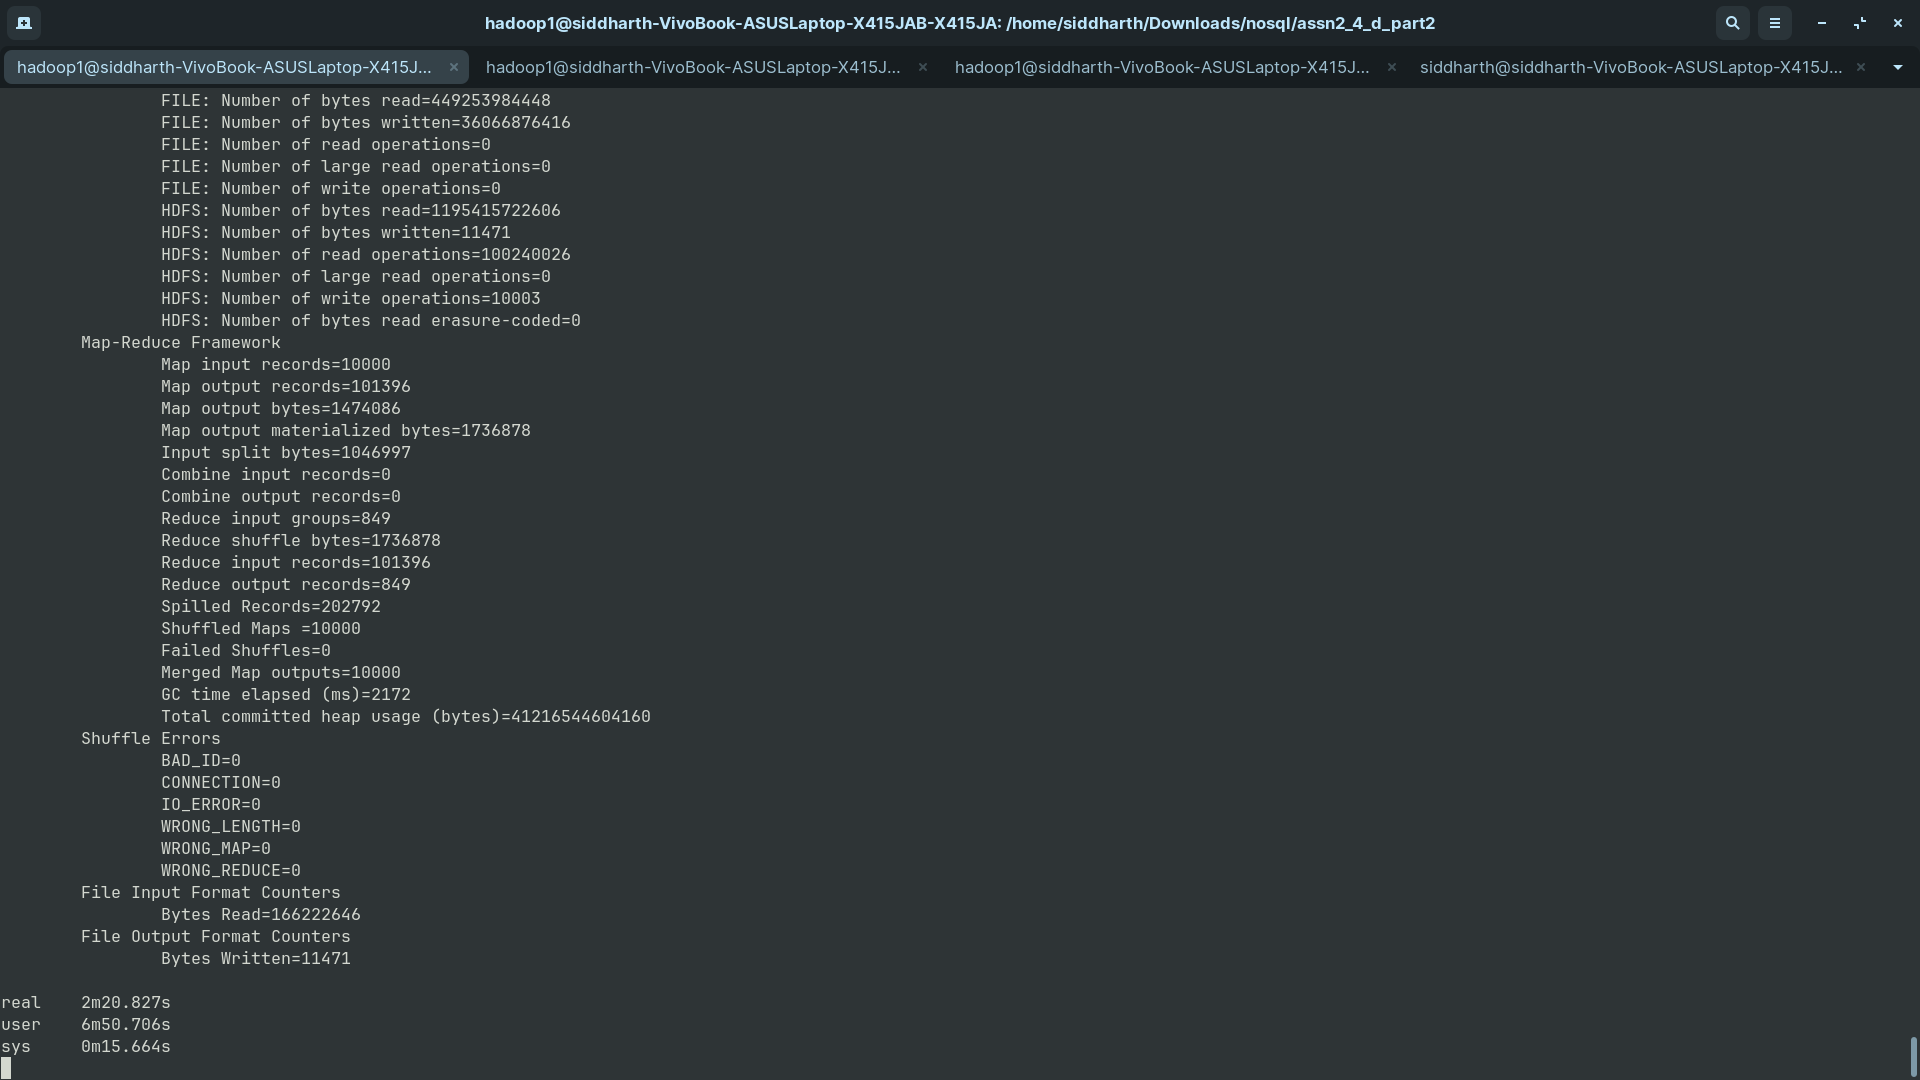 hadoop1@siddharth-VivoBook-ASUSLaptop-X415JAB-X415JA: /home/siddharth/Downloads/nosql/assn2_4_d_part2
hadoop1@siddharth-VivoBook-ASUSLaptop-X415J... × hadoop1@siddharth-VivoBook-ASUSLaptop-X415J... × hadoop1@siddharth-VivoBook-ASUSLaptop-X415J... × siddharth@siddharth-VivoBook-ASUSLaptop-X415J... ×
FILE: Number of bytes read=449253984448
FILE: Number of bytes written=36066876416
FILE: Number of read operations=0
FILE: Number of large read operations=0
FILE: Number of write operations=0
HDFS: Number of bytes read=1195415722606
HDFS: Number of bytes written=11471
HDFS: Number of read operations=100240026
HDFS: Number of large read operations=0
HDFS: Number of write operations=10003
HDFS: Number of bytes read erasure-coded=0
Map-Reduce Framework
Map input records=10000
Map output records=101396
Map output bytes=1474086
Map output materialized bytes=1736878
Input split bytes=1046997
Combine input records=0
Combine output records=0
Reduce input groups=849
Reduce shuffle bytes=1736878
Reduce input records=101396
Reduce output records=849
Spilled Records=202792
Shuffled Maps =10000
Failed Shuffles=0
Merged Map outputs=10000
GC time elapsed (ms)=2172
Total committed heap usage (bytes)=41216544604160
Shuffle Errors
BAD_ID=0
CONNECTION=0
IO_ERROR=0
WRONG_LENGTH=0
WRONG_MAP=0
WRONG_REDUCE=0
File Input Format Counters
Bytes Read=166222646
File Output Format Counters
Bytes Written=11471
real 2m20.827s
user 6m50.706s
sys 0m15.664s